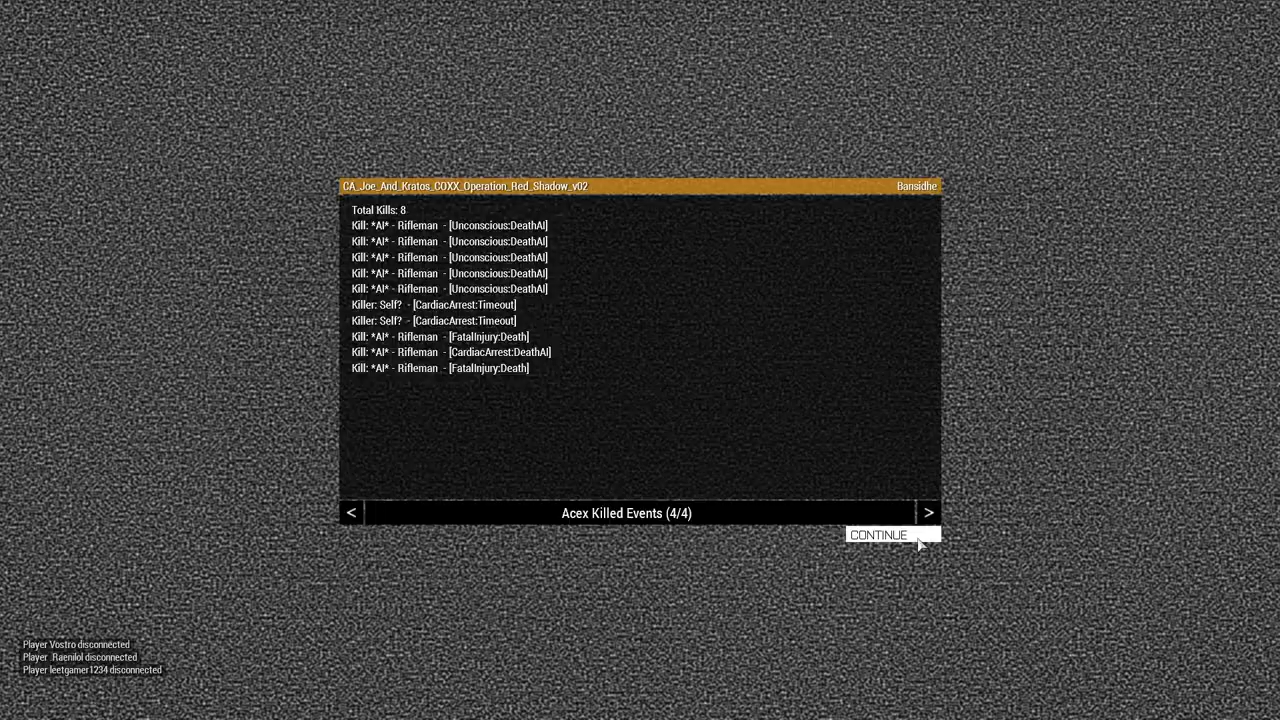 CA_Joe_And_Kratos_COXX_Operation_Red_Shadow_v02 Bansidhe
Total Kills: 8
Kill: *AI* - Rifleman - [Unconscious:DeathAI]
Kill: *AI* - Rifleman - [Unconscious:DeathAI]
Kill: *AI* - Rifleman - [Unconscious:DeathAI]
Kill: *AI* - Rifleman - [Unconscious:DeathAI]
Kill: *AI* - Rifleman - [Unconscious:DeathAI]
Killer: Self? - [CardiacArrest:Timeout]
Killer: Self? - [CardiacArrest:Timeout]
Kill: *AI* - Rifleman - [FatalInjury:Death]
Kill: *AI* - Rifleman - [CardiacArrest:DeathAI]
Kill: *AI* - Rifleman - [FatalInjury:Death]
< Acex Killed Events (4/4) >
CONTINUE
Player Vostro disconnected
Player .Raenilol disconnected
Player leetgamer1234 disconnected